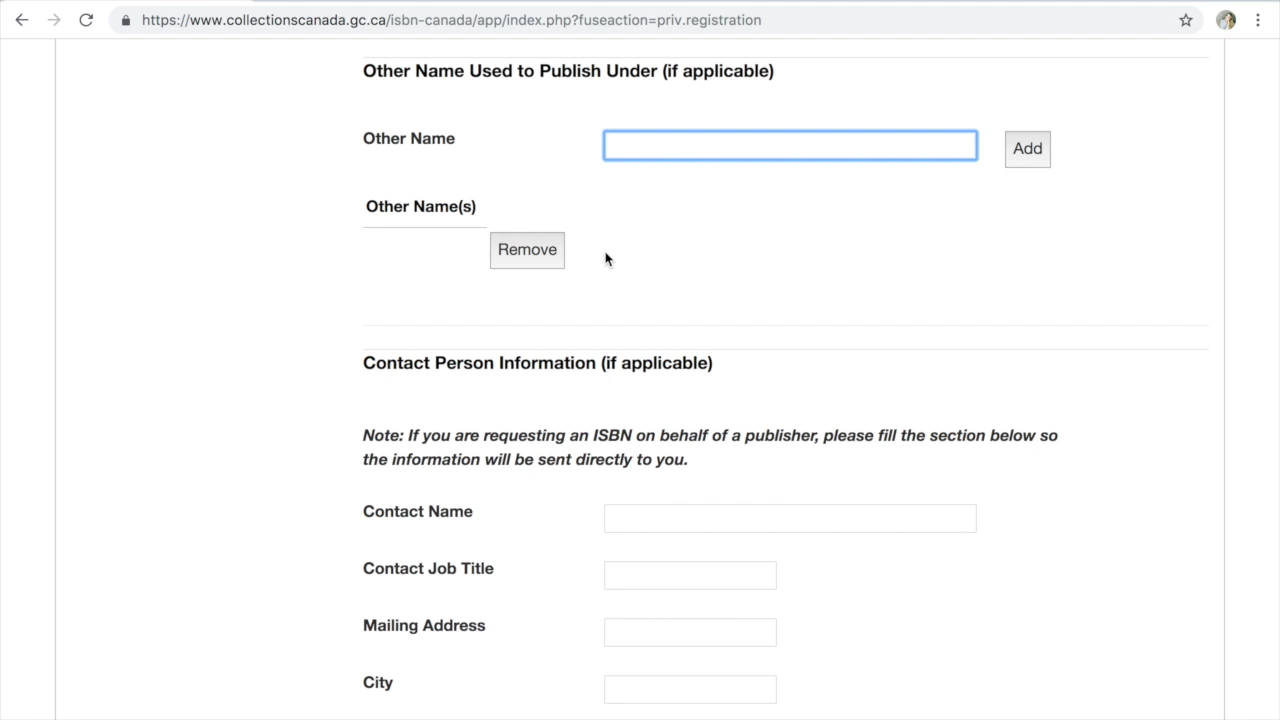 https://www.collectionscanada.gc.ca/isbn-canada/app/index.php?fuseaction=priv.registration
Other Name Used to Publish Under (if applicable)
Other Name
Add
Other Name(s)
Remove
Contact Person Information (if applicable)
Note: If you are requesting an ISBN on behalf of a publisher, please fill the section below so
the information will be sent directly to you.
Contact Name
Contact Job Title
Mailing Address
City